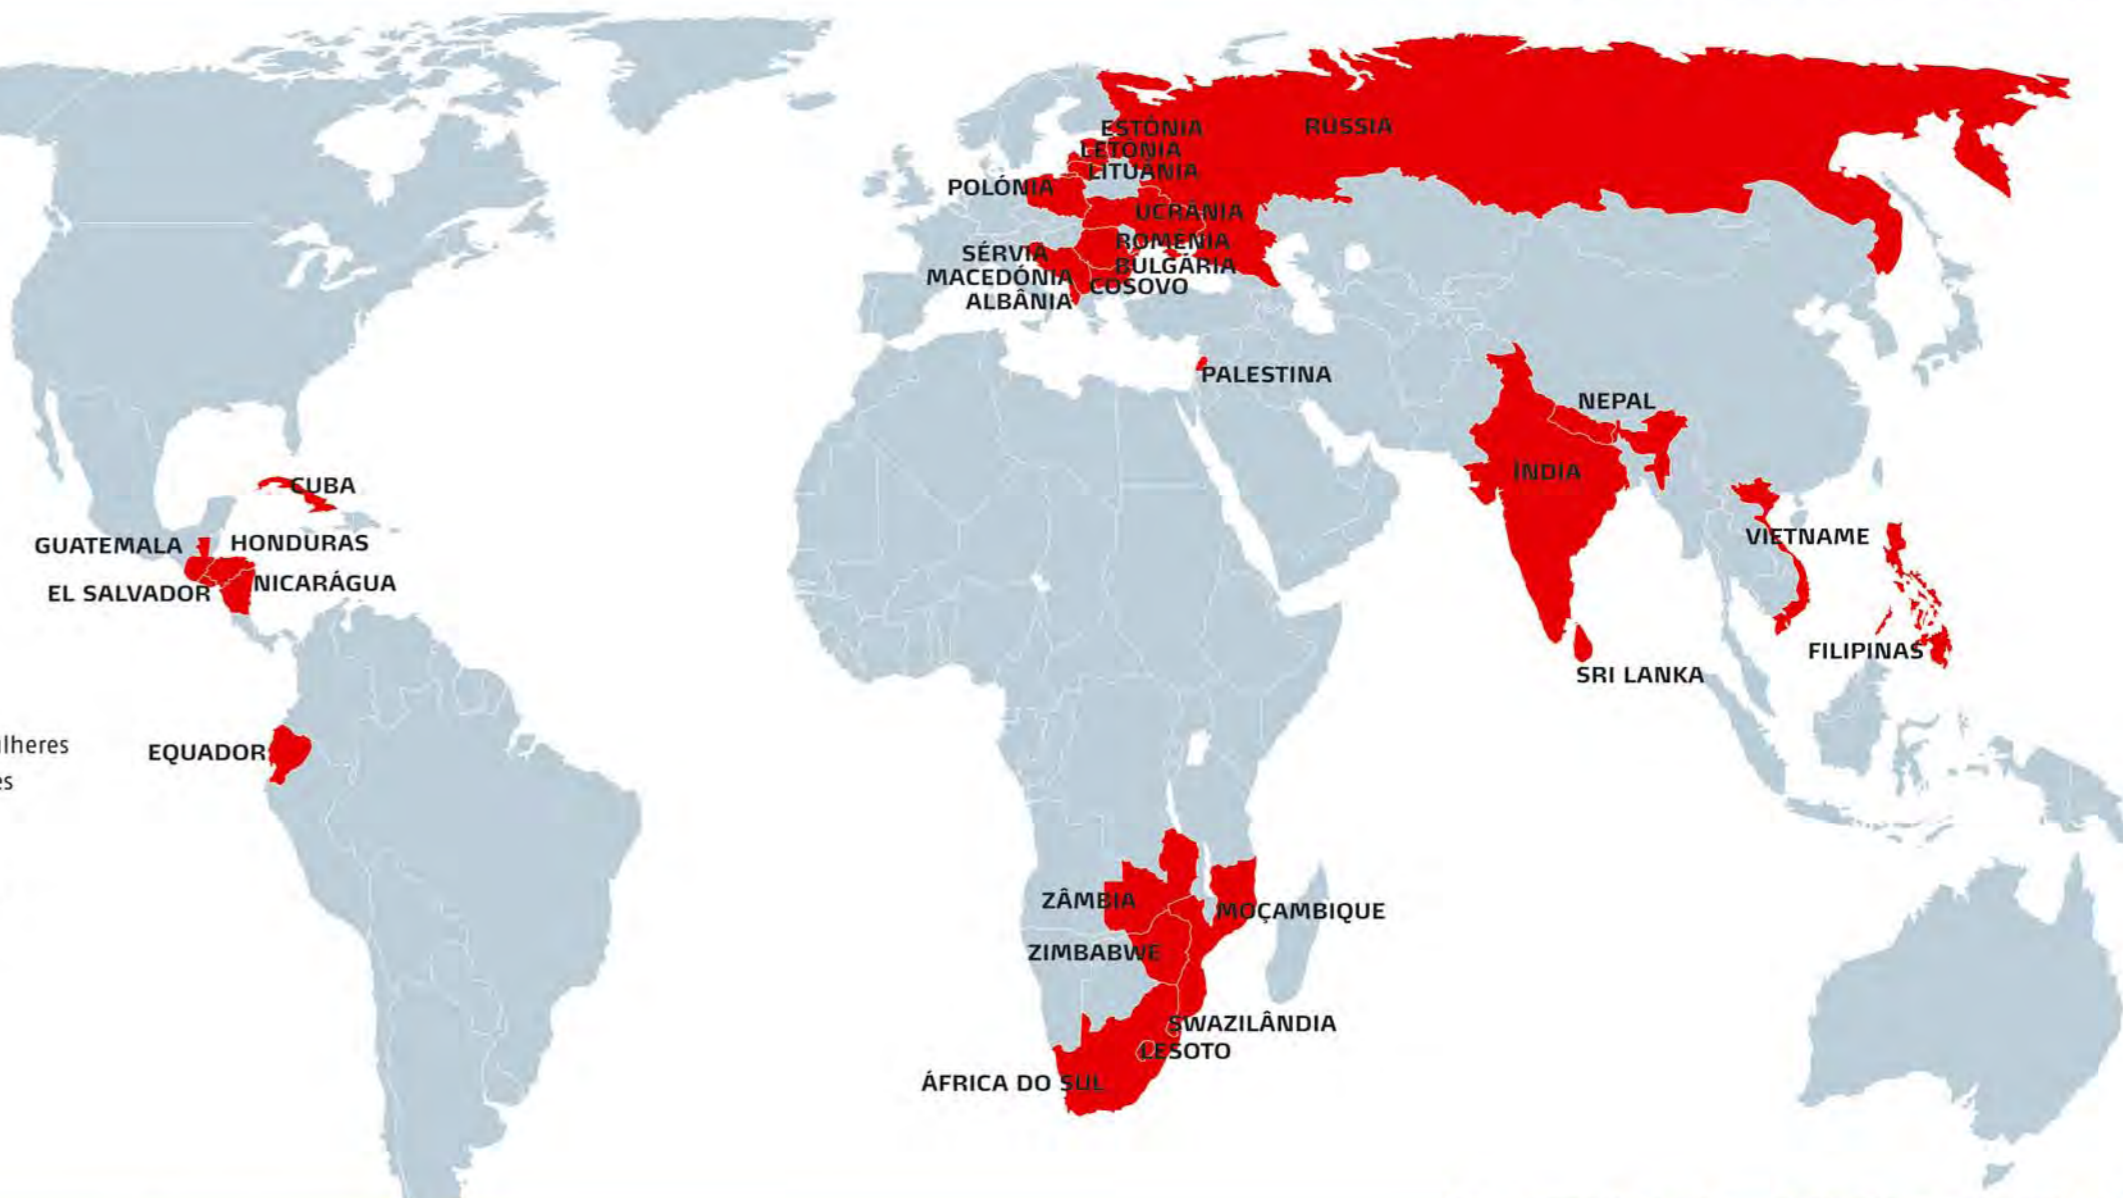 ESTÓNIA
RÚSSIA
LETÓNIA
LITUÂNIA
POLÓNIA
UCRÂNIA
ROMÉNIA
SÉRVIA
BULGÁRIA
MACEDÓNIA
COSOVO
ALBÂNIA
PALESTINA
NEPAL
ÍNDIA
CUBA
VIETNAME
GUATEMALA
HONDURAS
NICARÁGUA
EL SALVADOR
FILIPINAS
SRI LANKA
EQUADOR
ZÂMBIA
MOÇAMBIQUE
ZIMBABWE
SWAZILÂNDIA
LESOTO
ÁFRICA DO SUL